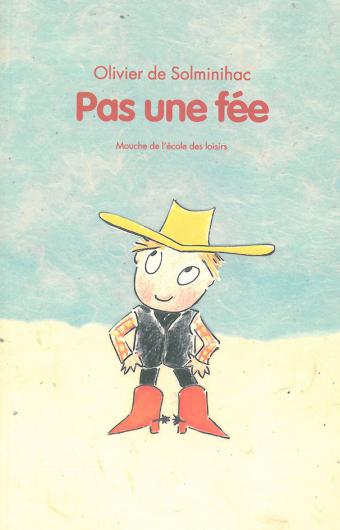 Olivier de Solminihac
Pas une fée
Mouche de l'école des loisirs